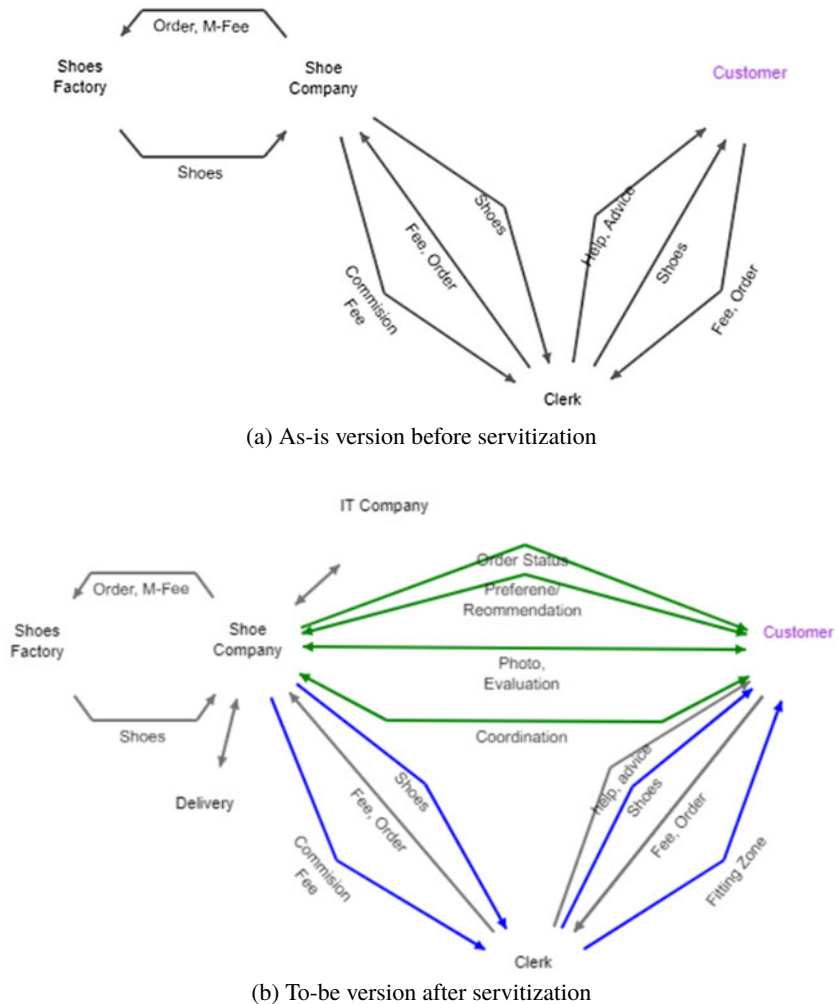 Order, M-Fee
Shoes
Factory
Shoe
Company
Customer
Shoes
Shoes
Fee, Order
Commision
Fee
Help, Advice
Shoes
Fee, Order
Clerk
(a) As-is version before servitization
IT Company
Order Status
Order, M-Fee
Preferene/
Reommendation
Shoes
Factory
Shoe
Company
Customer
Photo,
Evaluation
Shoes
Coordination
Delivery
Shoes
Fee, Order
Commision
Fee
help, advice
Shoes
Fee, Order
Fitting Zone
Clerk
(b) To-be version after servitization